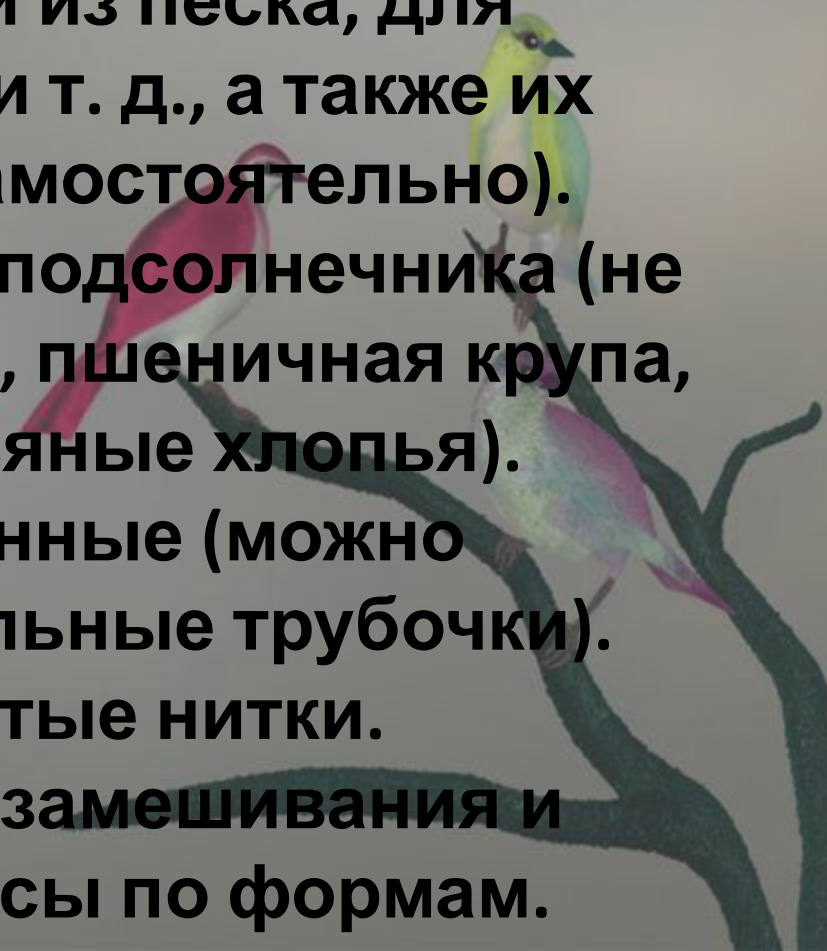 и из песка, для
и т. д., а также их
амостоятельно).
подсолнечника (не
, пшеничная крупа,
яные хлопья).
нные (можно
льные трубочки).
тые нитки.
замешивания и
сы по формам.